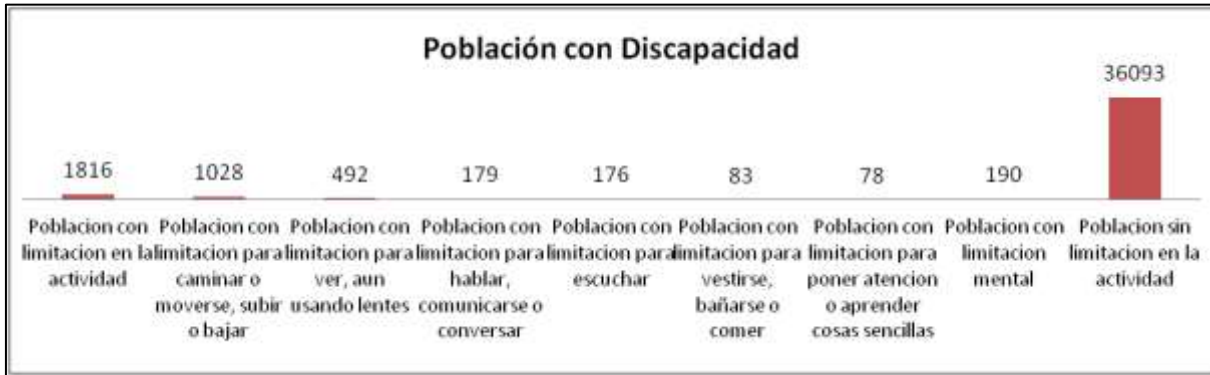 Población con Discapacidad
36093
1816
1028
492
179
176
83
78
190
Poblacion con
limitacion en la
actividad
Poblacion con
limitacion para
caminar o
moverse, subir
o bajar
Poblacion con
limitacion para
ver, aun
usando lentes
Poblacion con
limitacion para
hablar,
comunicarse o
conversar
Poblacion con
limitacion para
escuchar
Poblacion con
limitacion para
vestirse,
bañarse o
comer
Poblacion con
limitacion para
poner atencion
o aprender
cosas sencillas
Poblacion con
limitacion
mental
Poblacion sin
limitacion en la
actividad